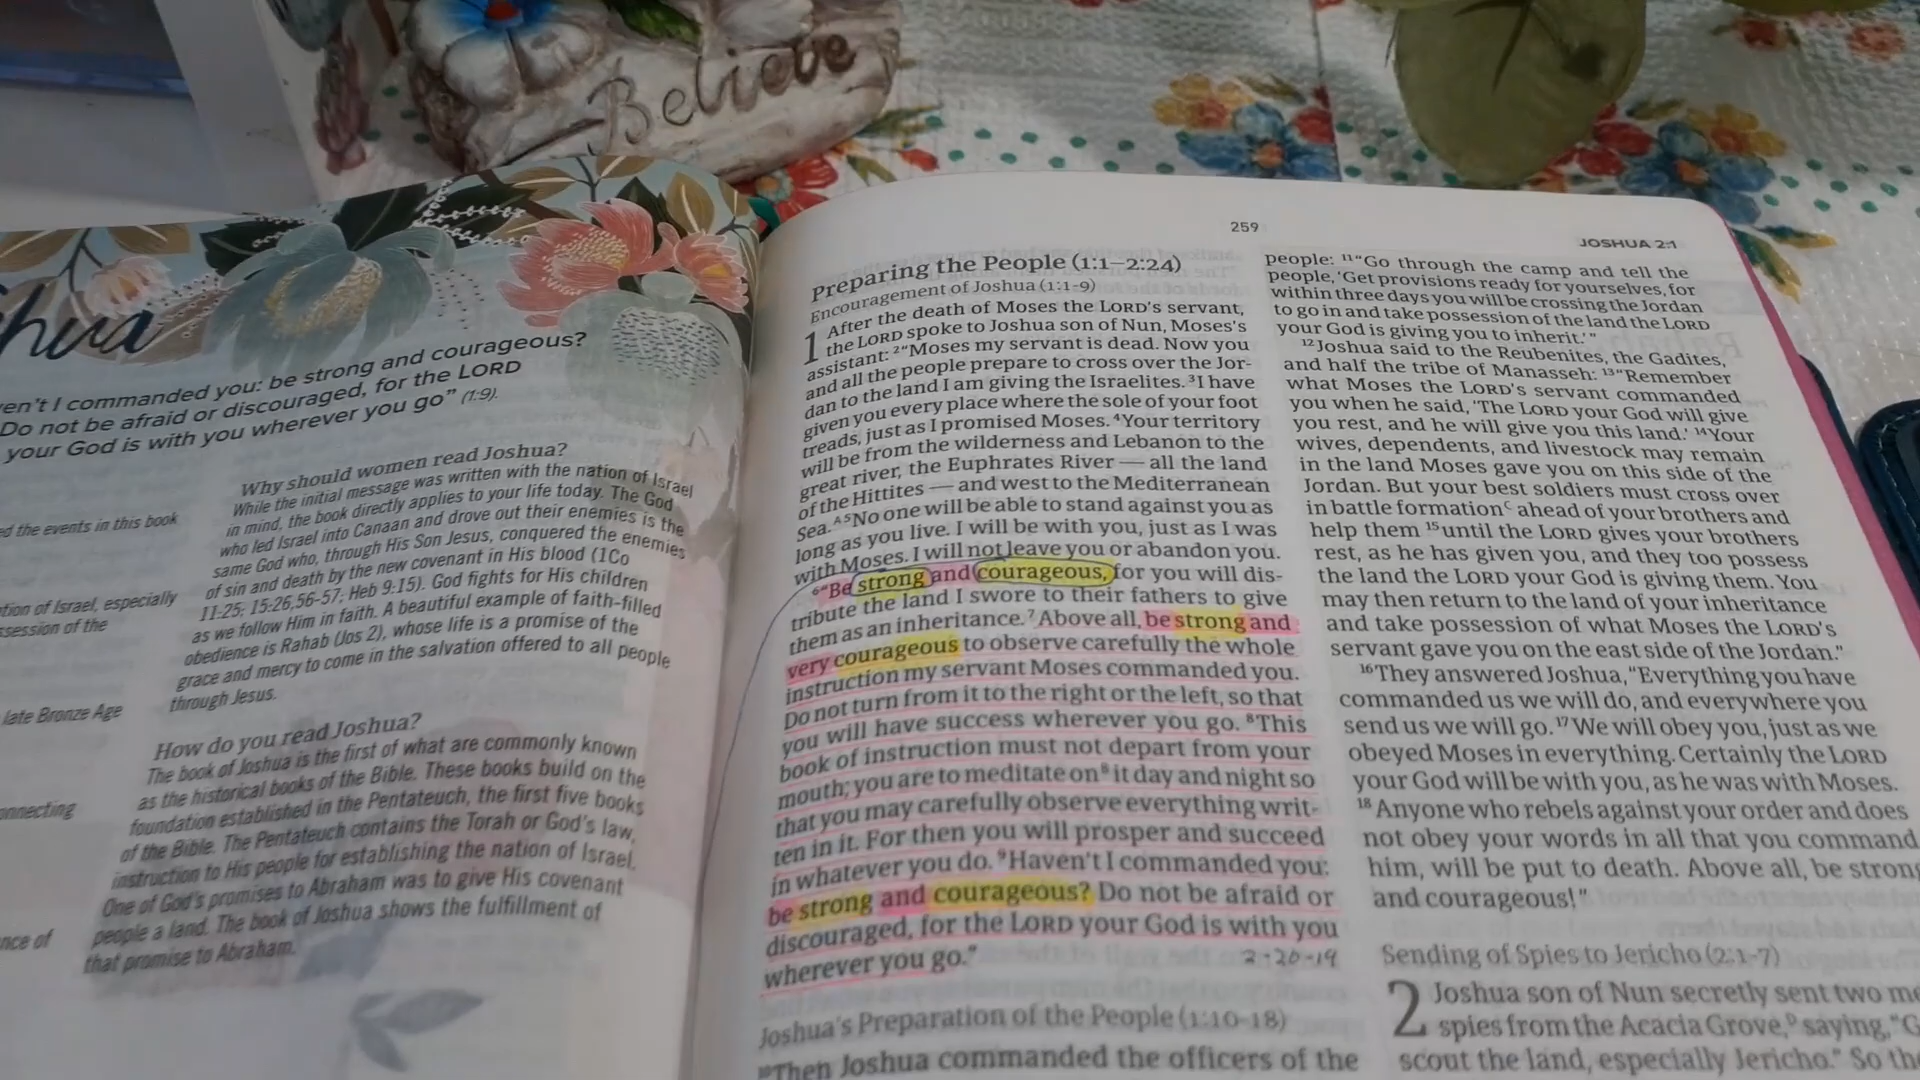 Believe
hua
en't I commanded you: be strong and courageous?
Do not be afraid or discouraged, for the LORD
your God is with you wherever you go” (1:9).
ed the events in this book
tion of Israel, especially
ssession of the
late Bronze Age
onnecting
nce of
Why should women read Joshua?
While the initial message was written with the nation of Israel
in mind, the book directly applies to your life today. The God
who led Israel into Canaan and drove out their enemies is the
same God who, through His Son Jesus, conquered the enemies
of sin and death by the new covenant in His blood (1Co
11:25; 15:26,56-57; Heb 9:15). God fights for His children
as we follow Him in faith. A beautiful example of faith-filled
obedience is Rahab (Jos 2), whose life is a promise of the
grace and mercy to come in the salvation offered to all people
through Jesus.
How do you read Joshua?
The book of Joshua is the first of what are commonly known
as the historical books of the Bible. These books build on the
foundation established in the Pentateuch, the first five books
of the Bible. The Pentateuch contains the Torah or God's law,
instruction to His people for establishing the nation of Israel.
One of God's promises to Abraham was to give His covenant
people a land. The book of Joshua shows the fulfillment of
that promise to Abraham.
259
JOSHUA 2:1
Preparing the People (1:1–2:24)
Encouragement of Joshua (1:1-9)
1 After the death of Moses the LORD's servant,
the LORD spoke to Joshua son of Nun, Moses's
assistant: 2“Moses my servant is dead. Now you
and all the people prepare to cross over the Jor-
dan to the land I am giving the Israelites. 3I have
given you every place where the sole of your foot
treads, just as I promised Moses. 4Your territory
will be from the wilderness and Lebanon to the
great river, the Euphrates River — all the land
of the Hittites — and west to the Mediterranean
Sea.A 5No one will be able to stand against you as
long as you live. I will be with you, just as I was
with Moses. I will not leave you or abandon you.
6“Be strong and courageous, for you will dis-
tribute the land I swore to their fathers to give
them as an inheritance. 7Above all, be strong and
very courageous to observe carefully the whole
instruction my servant Moses commanded you.
Do not turn from it to the right or the left, so that
you will have success wherever you go. 8This
book of instruction must not depart from your
mouth; you are to meditate onB it day and night so
that you may carefully observe everything writ-
ten in it. For then you will prosper and succeed
in whatever you do. 9Haven't I commanded you:
be strong and courageous? Do not be afraid or
discouraged, for the LORD your God is with you
wherever you go.” 2-20-19
Joshua's Preparation of the People (1:10-18)
10Then Joshua commanded the officers of the
people: 11“Go through the camp and tell the
people, ‘Get provisions ready for yourselves, for
within three days you will be crossing the Jordan
to go in and take possession of the land the LORD
your God is giving you to inherit.’”
12Joshua said to the Reubenites, the Gadites,
and half the tribe of Manasseh: 13“Remember
what Moses the LORD's servant commanded
you when he said, ‘The LORD your God will give
you rest, and he will give you this land.’ 14Your
wives, dependents, and livestock may remain
in the land Moses gave you on this side of the
Jordan. But your best soldiers must cross over
in battle formationC ahead of your brothers and
help them 15until the LORD gives your brothers
rest, as he has given you, and they too possess
the land the LORD your God is giving them. You
may then return to the land of your inheritance
and take possession of what Moses the LORD's
servant gave you on the east side of the Jordan.”
16They answered Joshua, “Everything you have
commanded us we will do, and everywhere you
send us we will go. 17We will obey you, just as we
obeyed Moses in everything. Certainly the LORD
your God will be with you, as he was with Moses.
18Anyone who rebels against your order and does
not obey your words in all that you command
him, will be put to death. Above all, be strong
and courageous!”
Sending of Spies to Jericho (2:1-7)
2 Joshua son of Nun secretly sent two me
spies from the Acacia Grove,D saying, “G
scout the land, especially Jericho.” So the